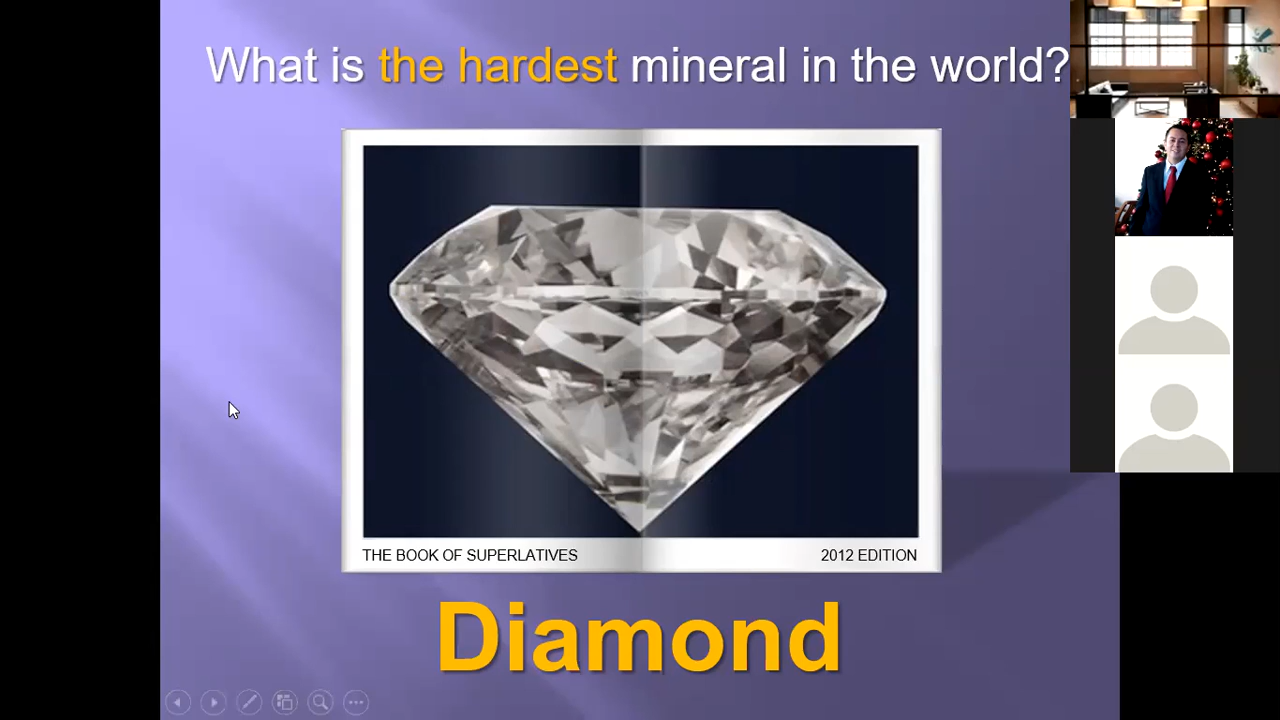 What is the hardest mineral in the world?
THE BOOK OF SUPERLATIVES
2012 EDITION
Diamond